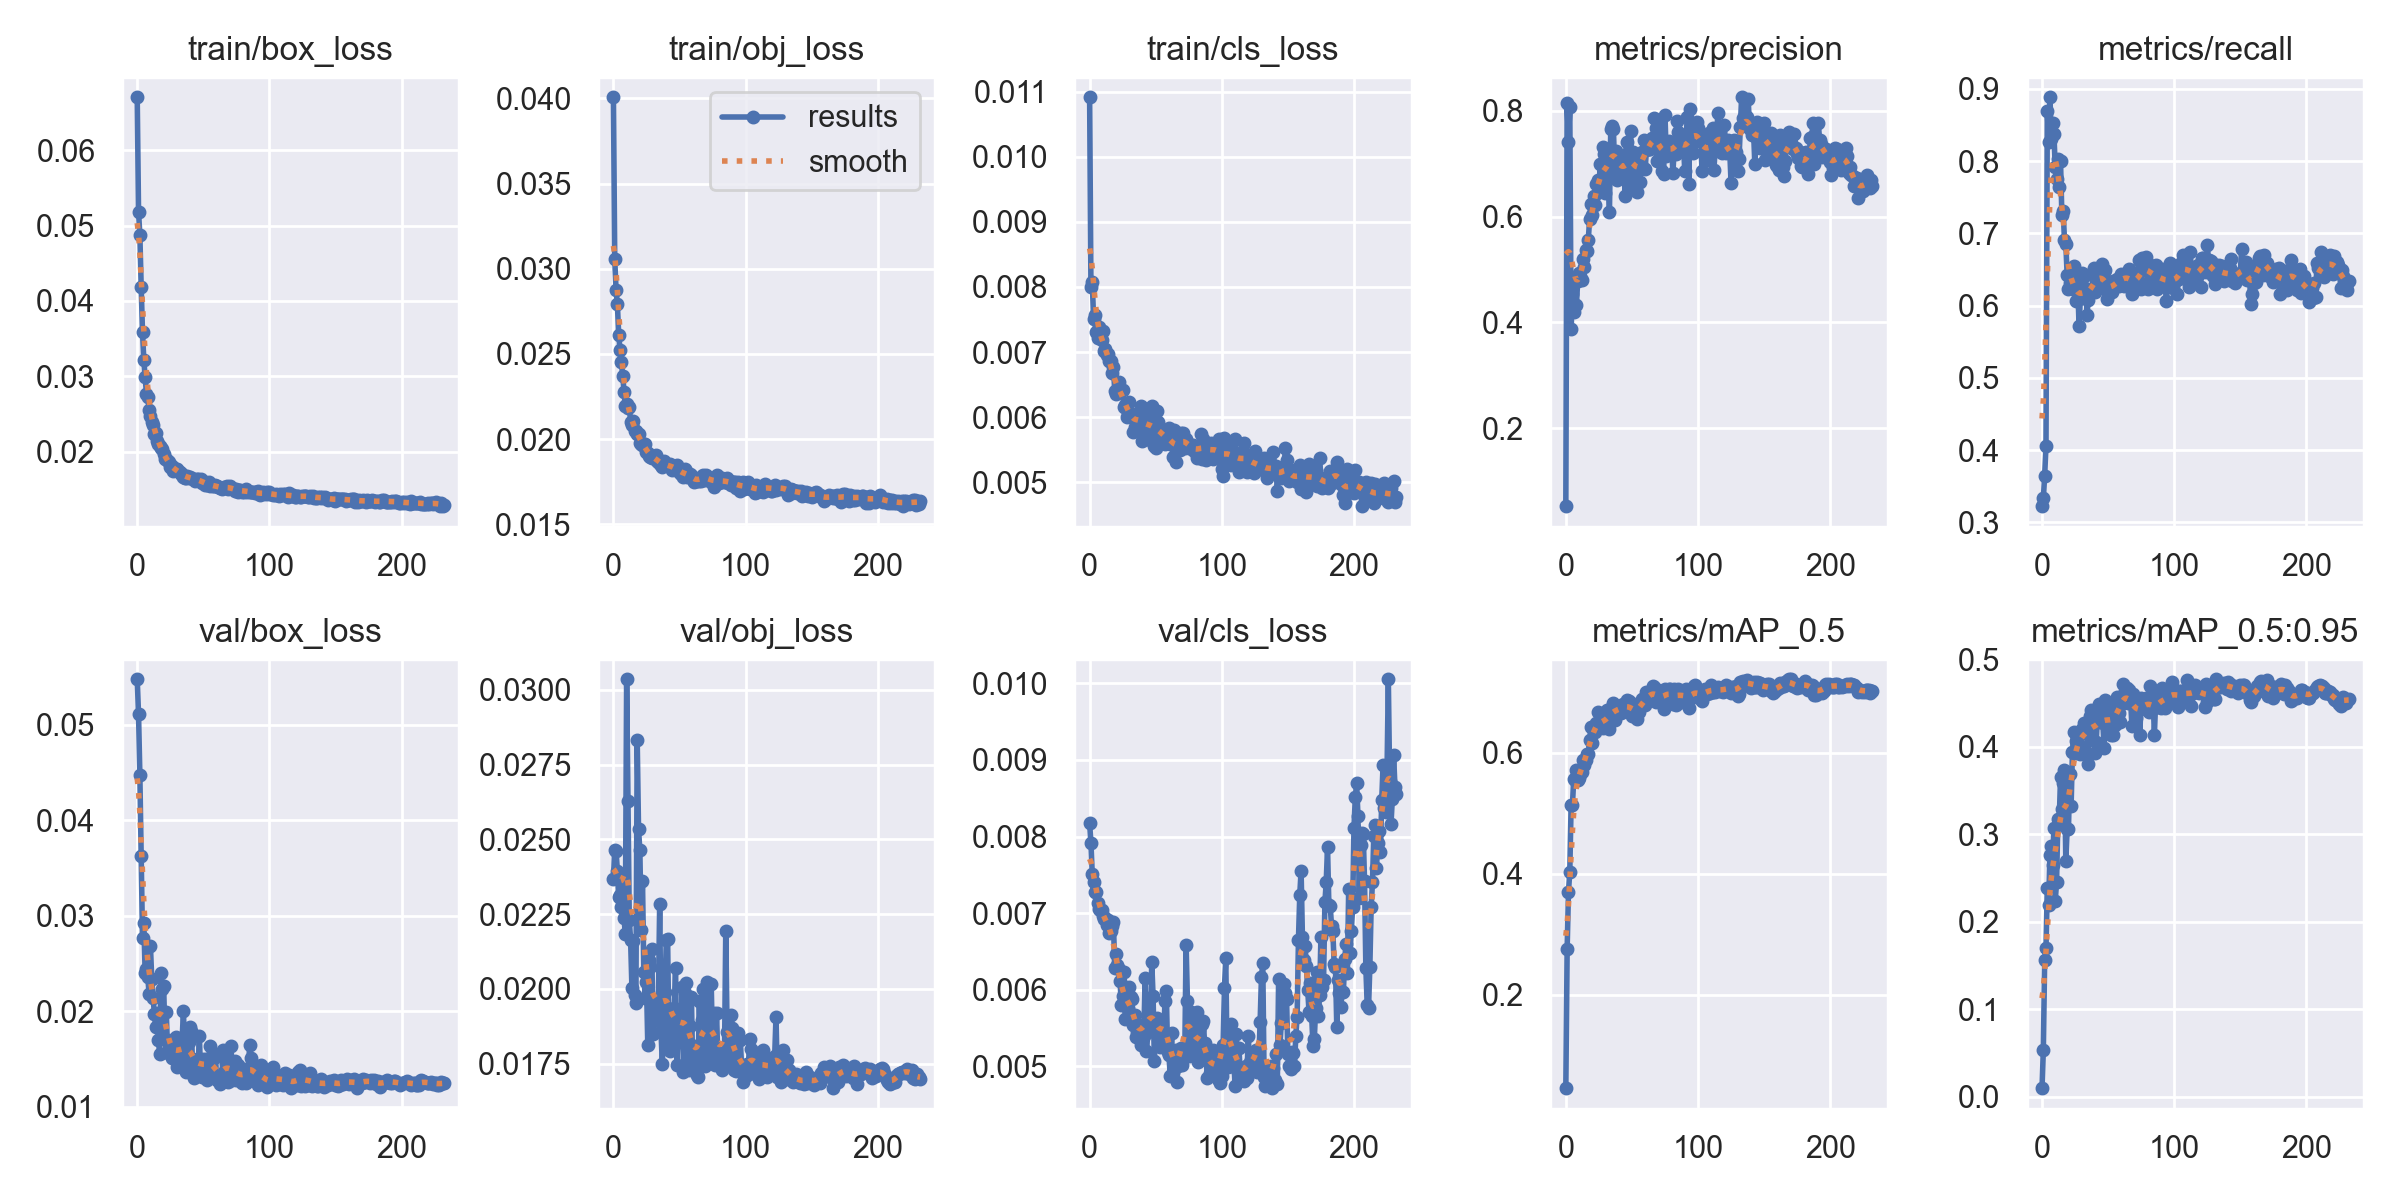 train/box_loss
0.06
0.05
0.04
0.03
0.02
0 100 200
train/obj_loss
results
smooth
0.040
0.035
0.030
0.025
0.020
0.015
0 100 200
train/cls_loss
0.011
0.010
0.009
0.008
0.007
0.006
0.005
0 100 200
metrics/precision
0.8
0.6
0.4
0.2
0 100 200
metrics/recall
0.9
0.8
0.7
0.6
0.5
0.4
0.3
0 100 200
val/box_loss
0.05
0.04
0.03
0.02
0.01
0 100 200
val/obj_loss
0.0300
0.0275
0.0250
0.0225
0.0200
0.0175
0 100 200
val/cls_loss
0.010
0.009
0.008
0.007
0.006
0.005
0 100 200
metrics/mAP_0.5
0.6
0.4
0.2
0 100 200
metrics/mAP_0.5:0.95
0.5
0.4
0.3
0.2
0.1
0.0
0 100 200